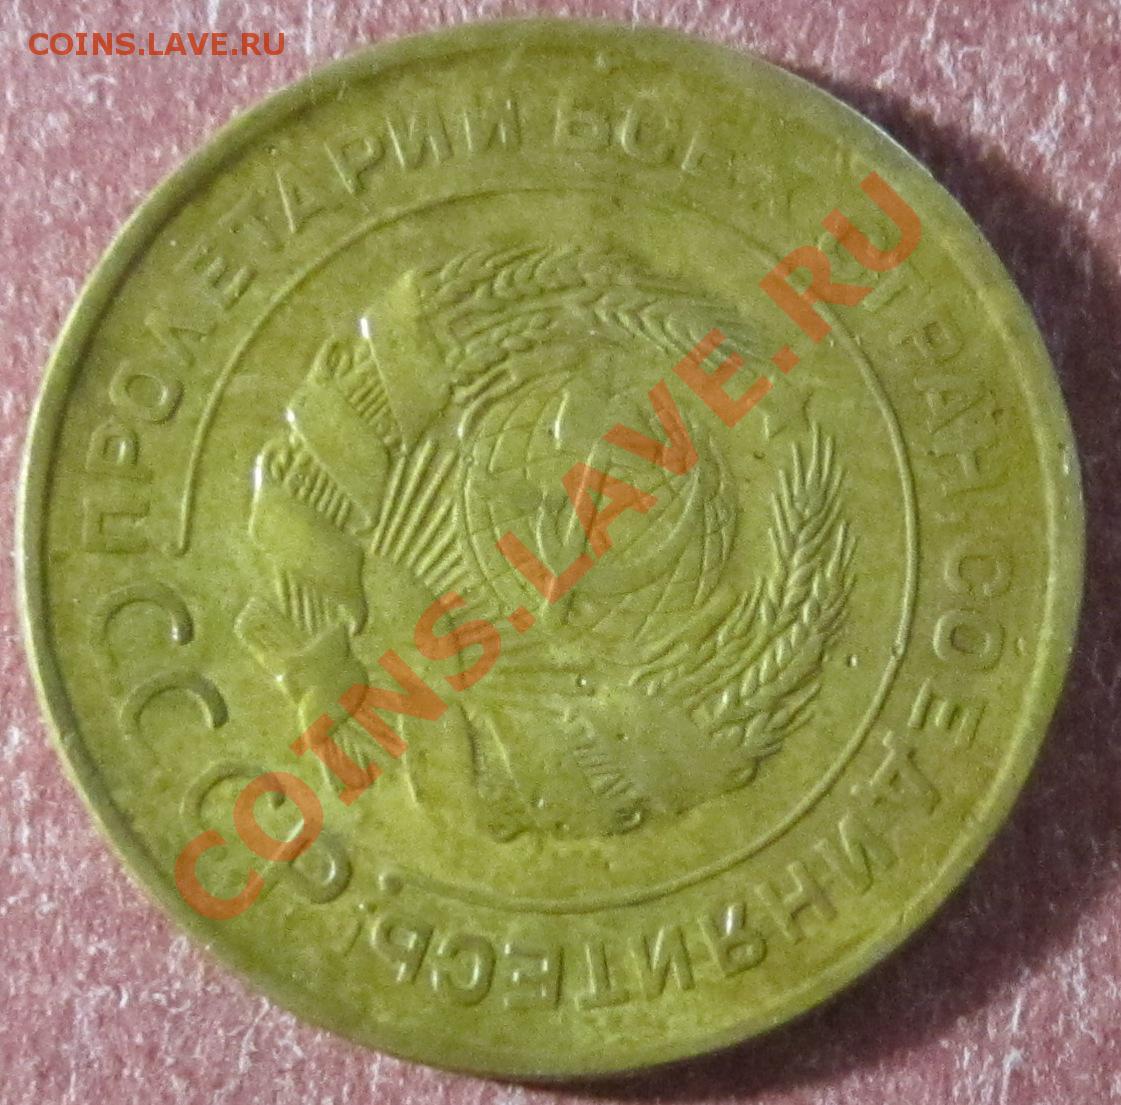 COINS.LAVE.RU
ПРОЛЕТАРИИ ВСЕХ СТРАН, СОЕДИНЯЙТЕСЬ!
СССР
COINS.LAVE.RU